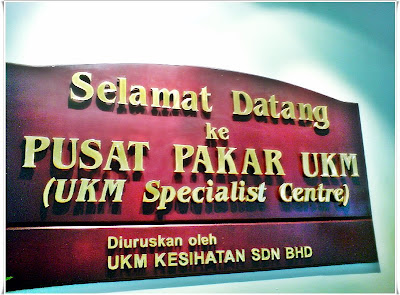 Selamat Datang
ke
PUSAT PAKAR UKM
(UKM Specialist Centre)
Diuruskan oleh
UKM KESIHATAN SDN BHD